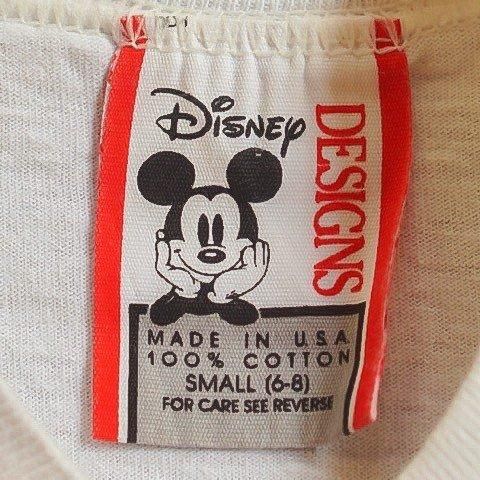 Disney
DESIGNS
MADE IN U.S.A
100% COTTON
SMALL (6-8)
FOR CARE SEE REVERSE